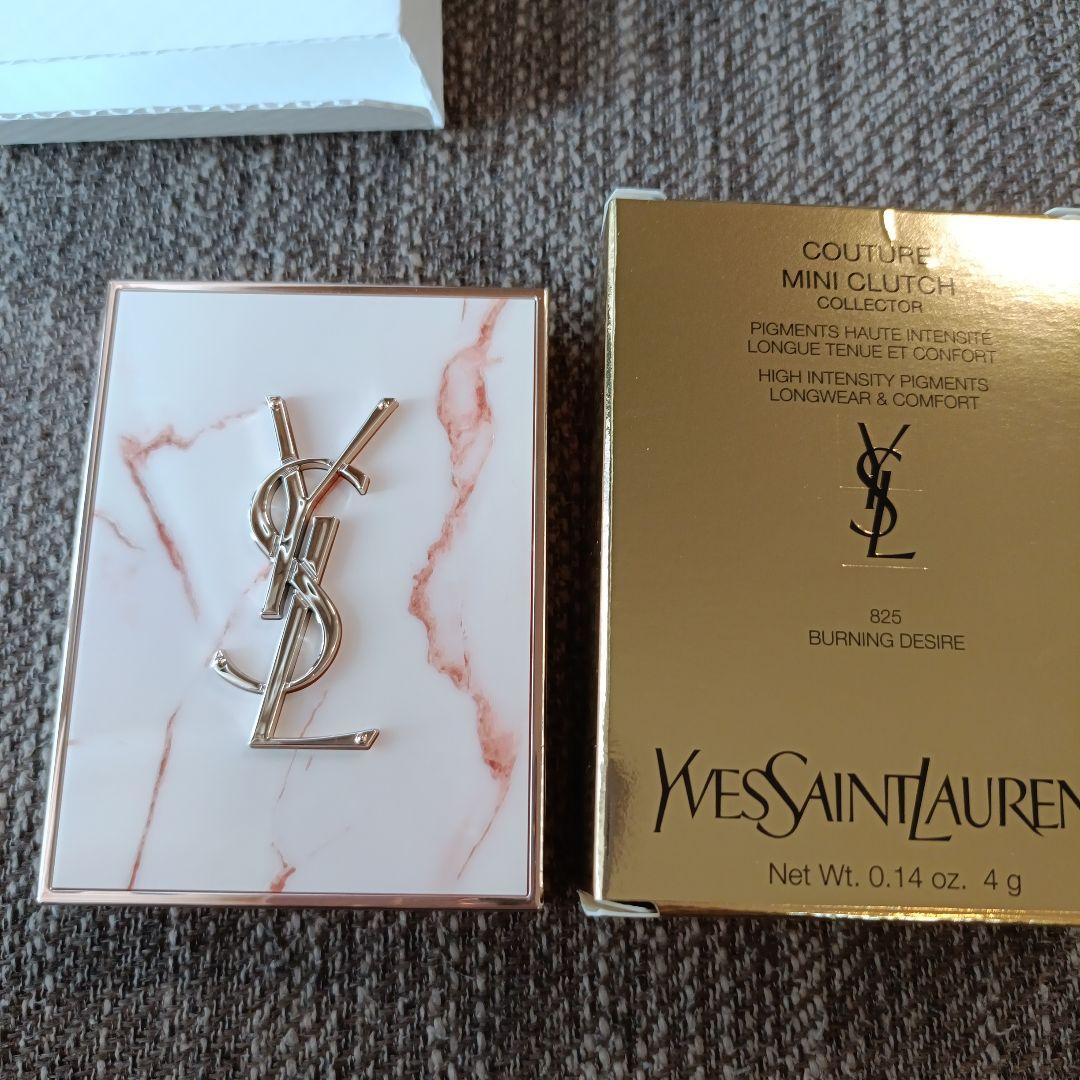 YSL
COUTURE
MINI CLUTCH
COLLECTOR
PIGMENTS HAUTE INTENSITÉ
LONGUE TENUE ET CONFORT
HIGH INTENSITY PIGMENTS
LONGWEAR & COMFORT
YSL
825
BURNING DESIRE
YVESSAINTLAUREN
Net Wt. 0.14 oz. 4 g